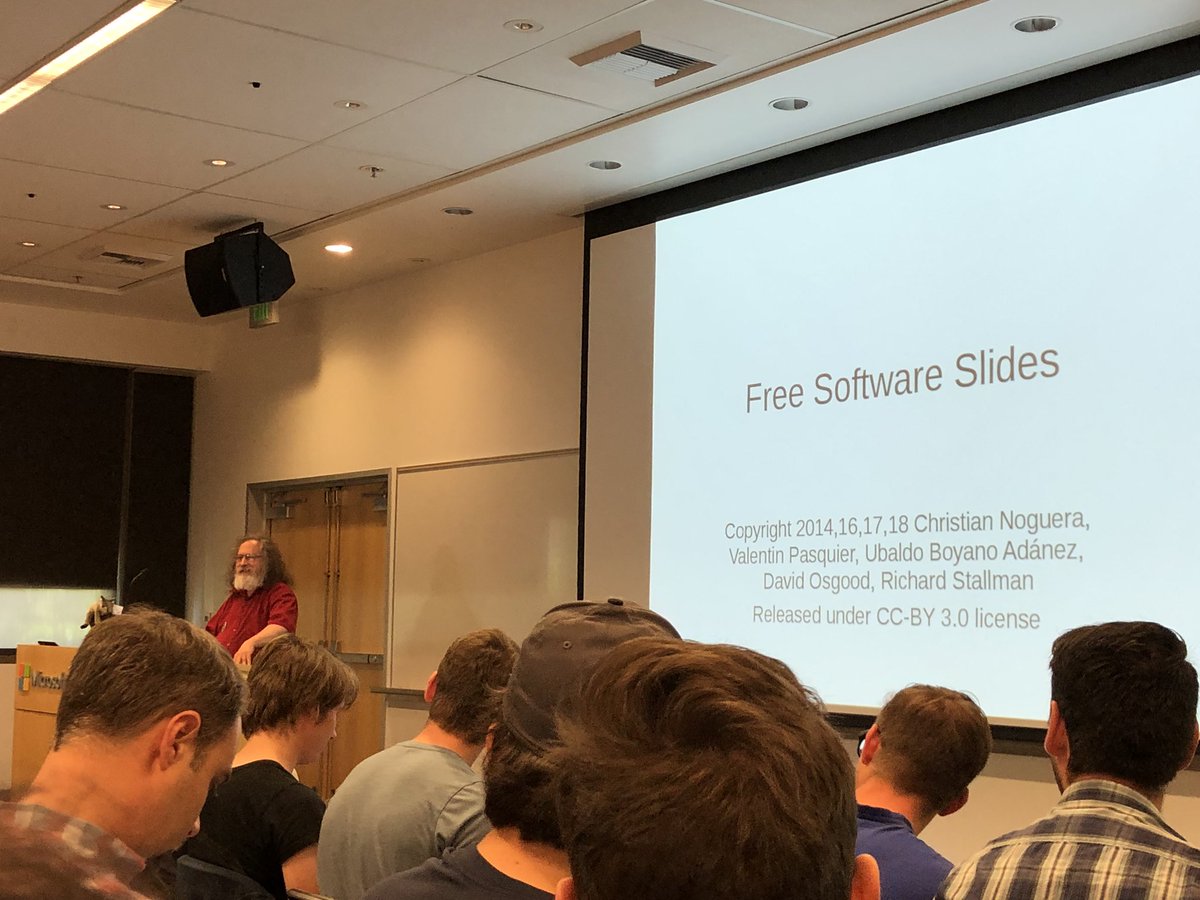 Free Software Slides
Copyright 2014,16,17,18 Christian Noguera,
Valentin Pasquier, Ubaldo Boyano Adánez,
David Osgood, Richard Stallman
Released under CC-BY 3.0 license
Microsof